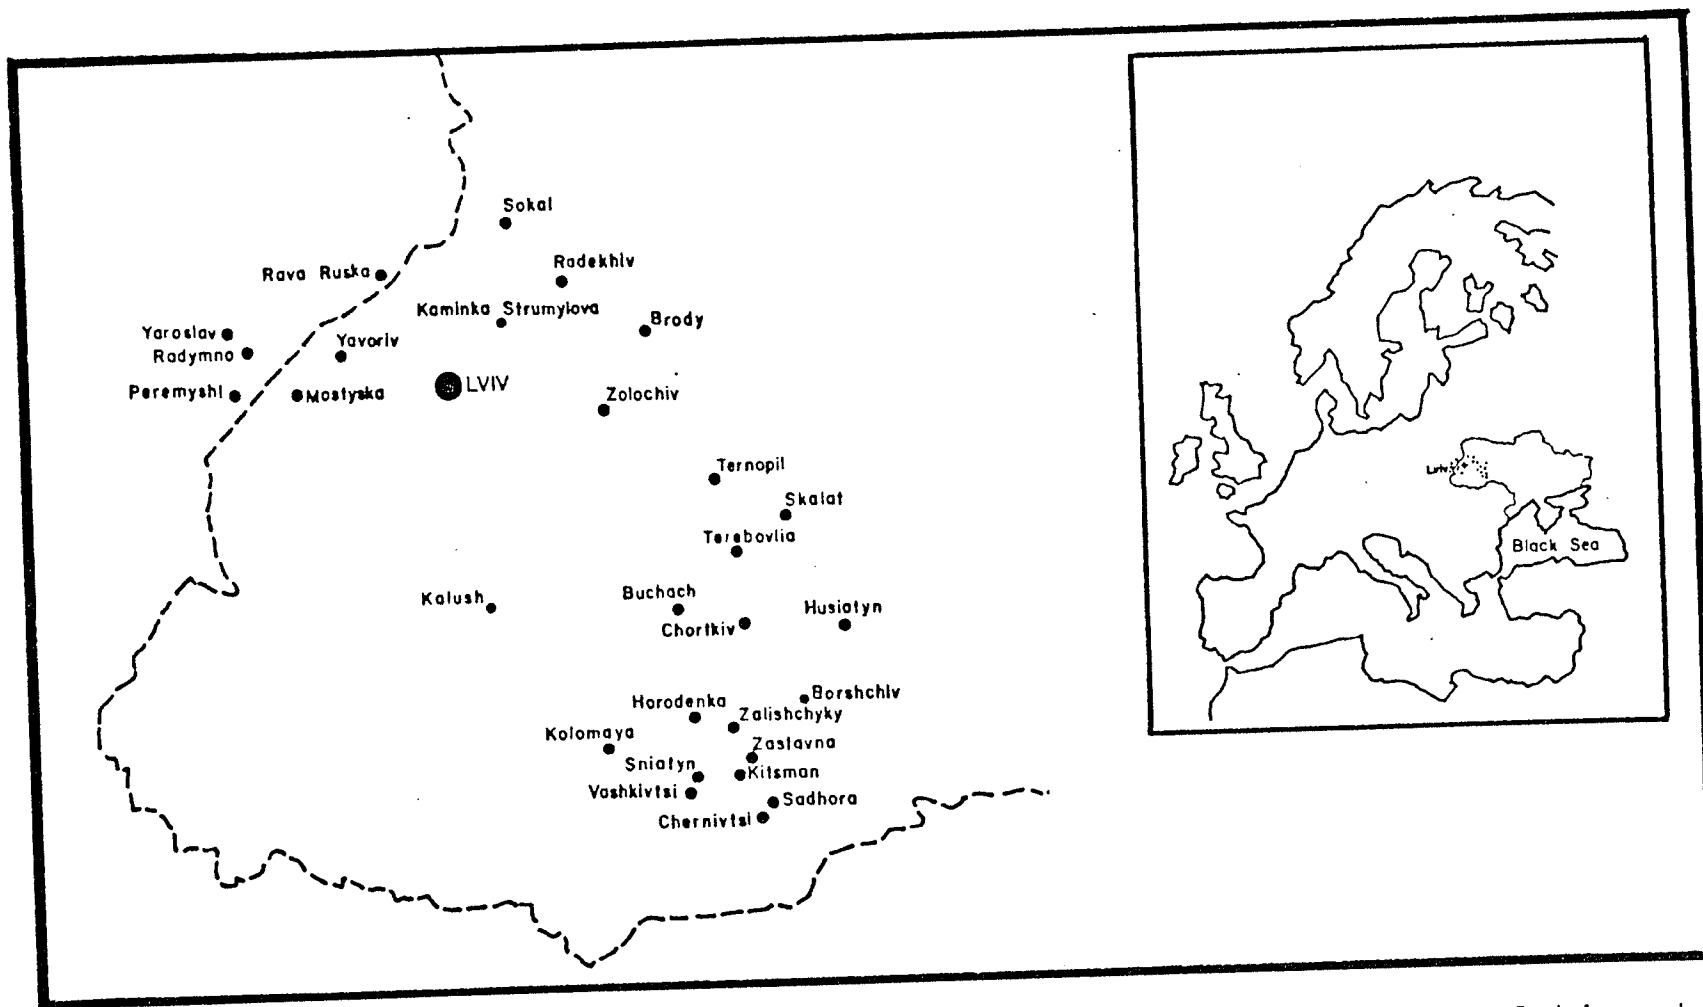 Sokal
Radekhiv
Rava Ruska
Kaminka Strumylova
Brody
Yaroslav
Yavoriv
Radymno
Peremyshl
Mostyska
LVIV
Zolochiv
Ternopil
Skalat
Terebovlia
Kalush
Buchach
Husiatyn
Chortkiv
Borshchiv
Horodenka
Zalishchyky
Kolomaya
Zastavna
Sniatyn
Kitsman
Vashkivtsi
Sadhora
Chernivtsi
Lviv
Black Sea